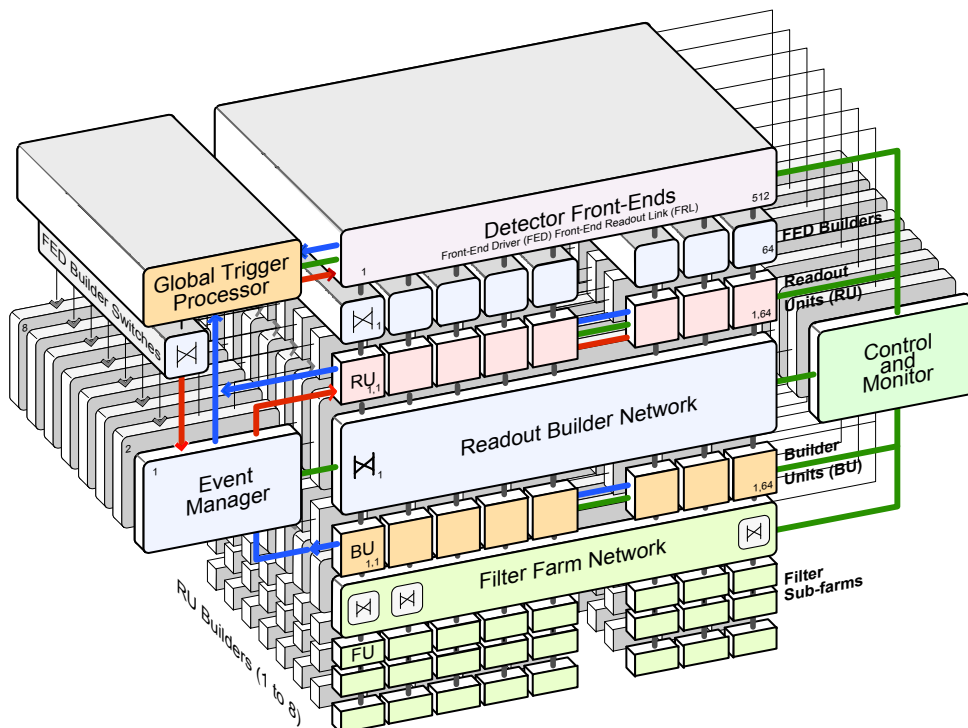 512
Detector Front-Ends
Front-End Driver (FED) Front-End Readout Link (FRL)
1
FED Builders
64
FED Builder Switches
Global Trigger
Processor
1
Readout
Units (RU)
1,64
RU
1,1
8
2
Control
and
Monitor
Readout Builder Network
1
1
Event
Manager
Builder
Units (BU)
1,64
BU
1,1
Filter Farm Network
Filter
Sub-farms
FU
RU Builders (1 to 8)